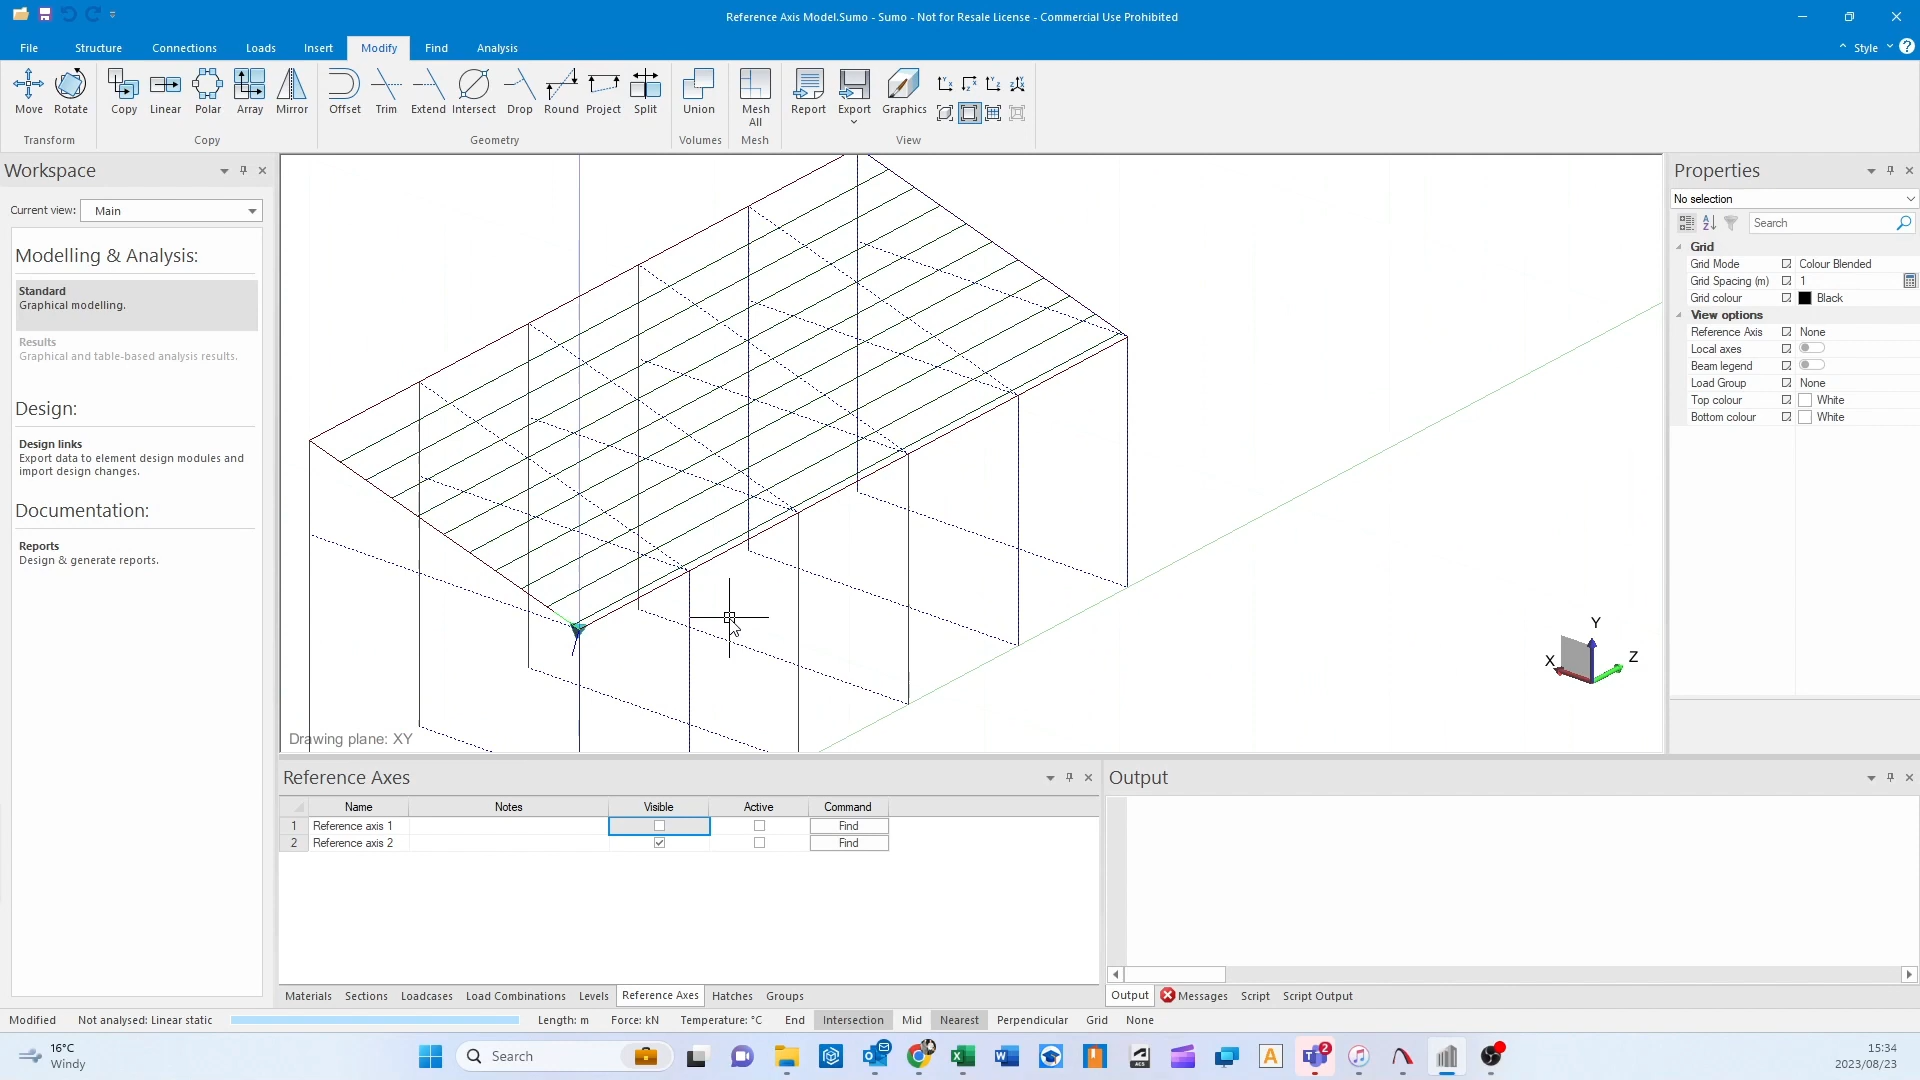 Reference Axis Model.Sumo - Sumo - Not for Resale License - Commercial Use Prohibited
File Structure Connections Loads Insert Modify Find Analysis Style
Move Rotate Copy Linear Polar Array Mirror Offset Trim Extend Intersect Drop Round Project Split Union Mesh All Report Export Graphics
Transform Copy Geometry Volumes Mesh View
Workspace
Current view: Main
Modelling & Analysis:
Standard
Graphical modelling.
Results
Graphical and table-based analysis results.
Design:
Design links
Export data to element design modules and
import design changes.
Documentation:
Reports
Design & generate reports.
Drawing plane: XY
Y
X
Z
Properties
No selection
Search
Grid
Grid Mode Colour Blended
Grid Spacing (m) 1
Grid colour Black
View options
Reference Axis None
Local axes
Beam legend
Load Group None
Top colour White
Bottom colour White
Reference Axes
Name Notes Visible Active Command
1 Reference axis 1 Find
2 Reference axis 2 Find
Materials Sections Loadcases Load Combinations Levels Reference Axes Hatches Groups
Output
Output Messages Script Script Output
Modified Not analysed: Linear static Length: m Force: kN Temperature: °C End Intersection Mid Nearest Perpendicular Grid None
16°C
Windy
Search
2
15:34
2023/08/23